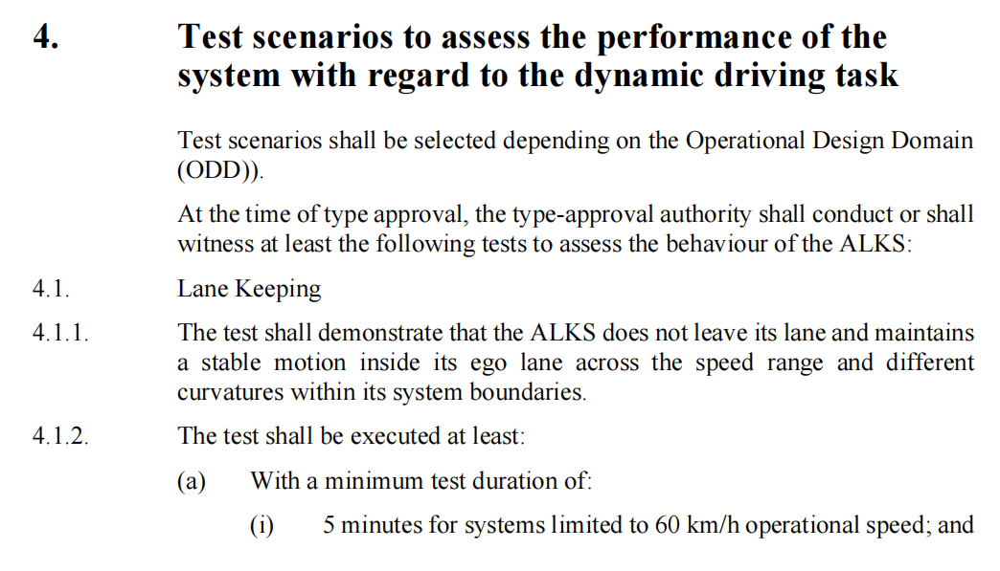 4. Test scenarios to assess the performance of the
system with regard to the dynamic driving task
Test scenarios shall be selected depending on the Operational Design Domain
(ODD)).
At the time of type approval, the type-approval authority shall conduct or shall
witness at least the following tests to assess the behaviour of the ALKS:
4.1. Lane Keeping
4.1.1. The test shall demonstrate that the ALKS does not leave its lane and maintains
a stable motion inside its ego lane across the speed range and different
curvatures within its system boundaries.
4.1.2. The test shall be executed at least:
(a) With a minimum test duration of:
(i) 5 minutes for systems limited to 60 km/h operational speed; and